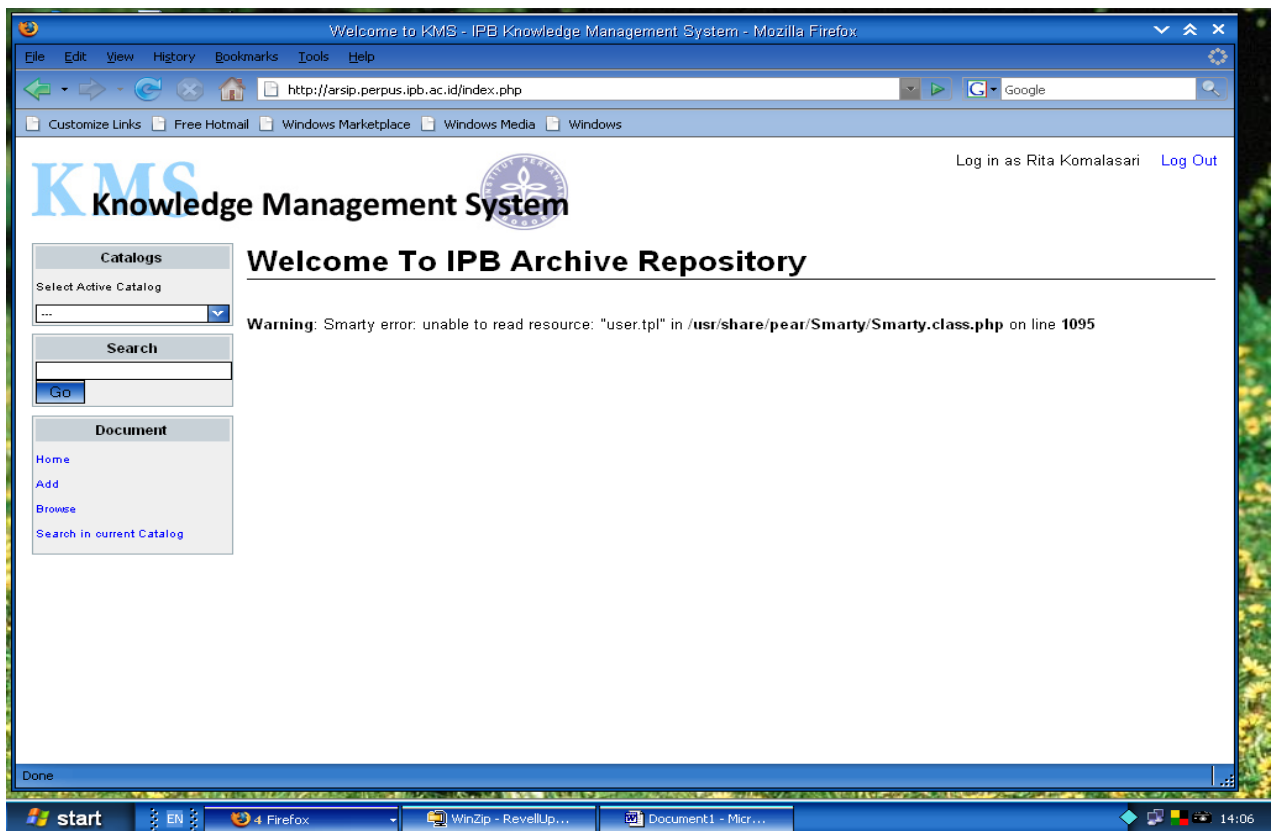 Welcome to KMS - IPB Knowledge Management System - Mozilla Firefox
File Edit View History Bookmarks Tools Help
http://arsip.perpus.ipb.ac.id/index.php
G Google
Customize Links Free Hotmail Windows Marketplace Windows Media Windows
KMS
Knowledge Management System
INSTITUT PERTANIAN
Log in as Rita Komalasari Log Out
Catalogs
Select Active Catalog
---
Search
Go
Document
Home
Add
Browse
Search in current Catalog
Welcome To IPB Archive Repository
Warning: Smarty error: unable to read resource: "user.tpl" in /usr/share/pear/Smarty/Smarty.class.php on line 1095
Done
start EN 4 Firefox WinZip - RevellUp... Document1 - Micr... 14:06